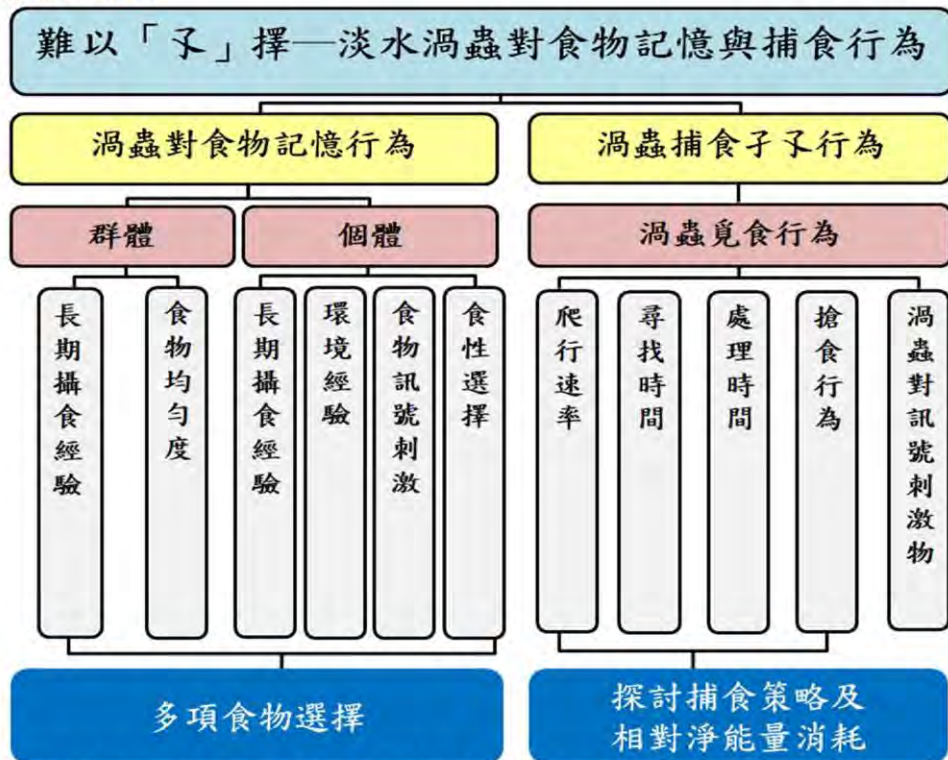 難以「孓」擇—淡水渦蟲對食物記憶與捕食行為
渦蟲對食物記憶行為
渦蟲捕食孑孓行為
群體
個體
渦蟲覓食行為
長期攝食經驗
食物均勻度
長期攝食經驗
環境經驗
食物訊號刺激
食性選擇
爬行速率
尋找時間
處理時間
搶食行為
渦蟲對訊號刺激物
多項食物選擇
探討捕食策略及
相對淨能量消耗